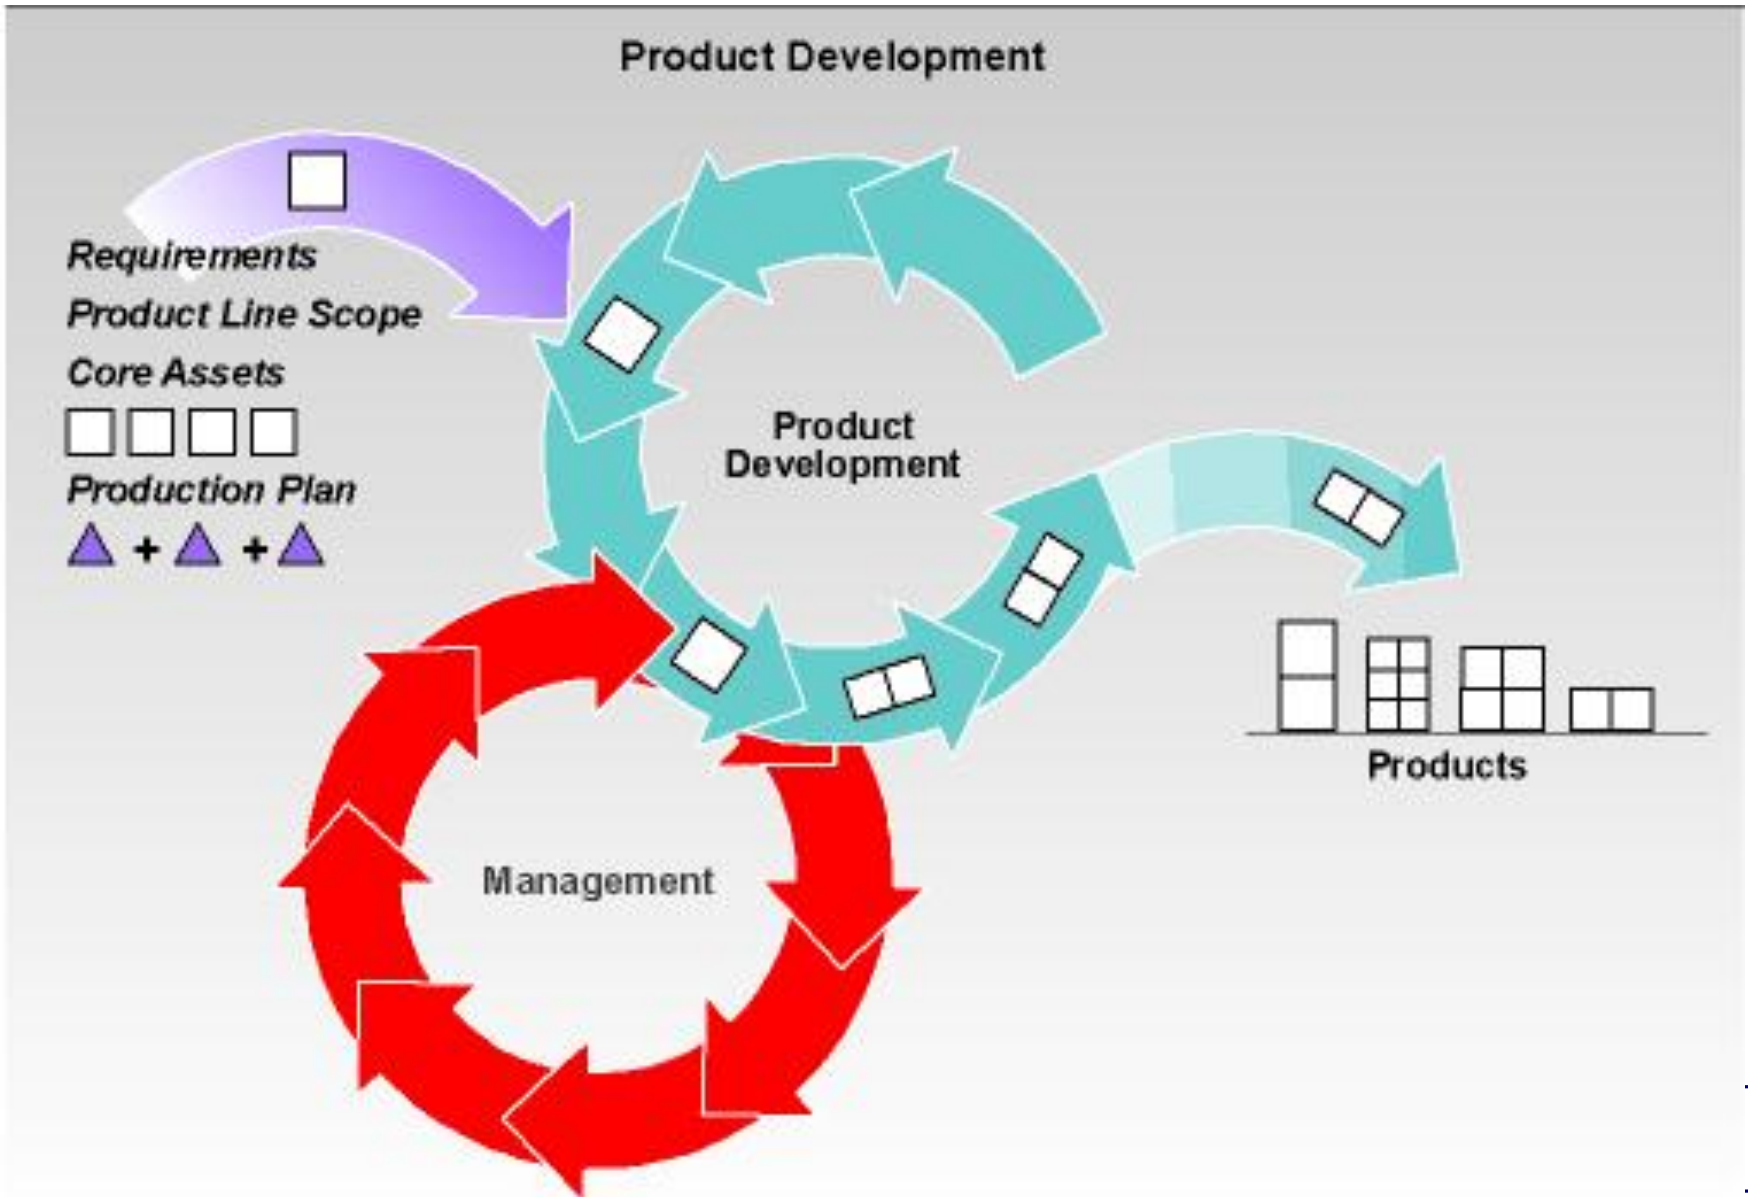 Product Development
Requirements
Product Line Scope
Core Assets
Production Plan
+ +
Product
Development
Products
Management